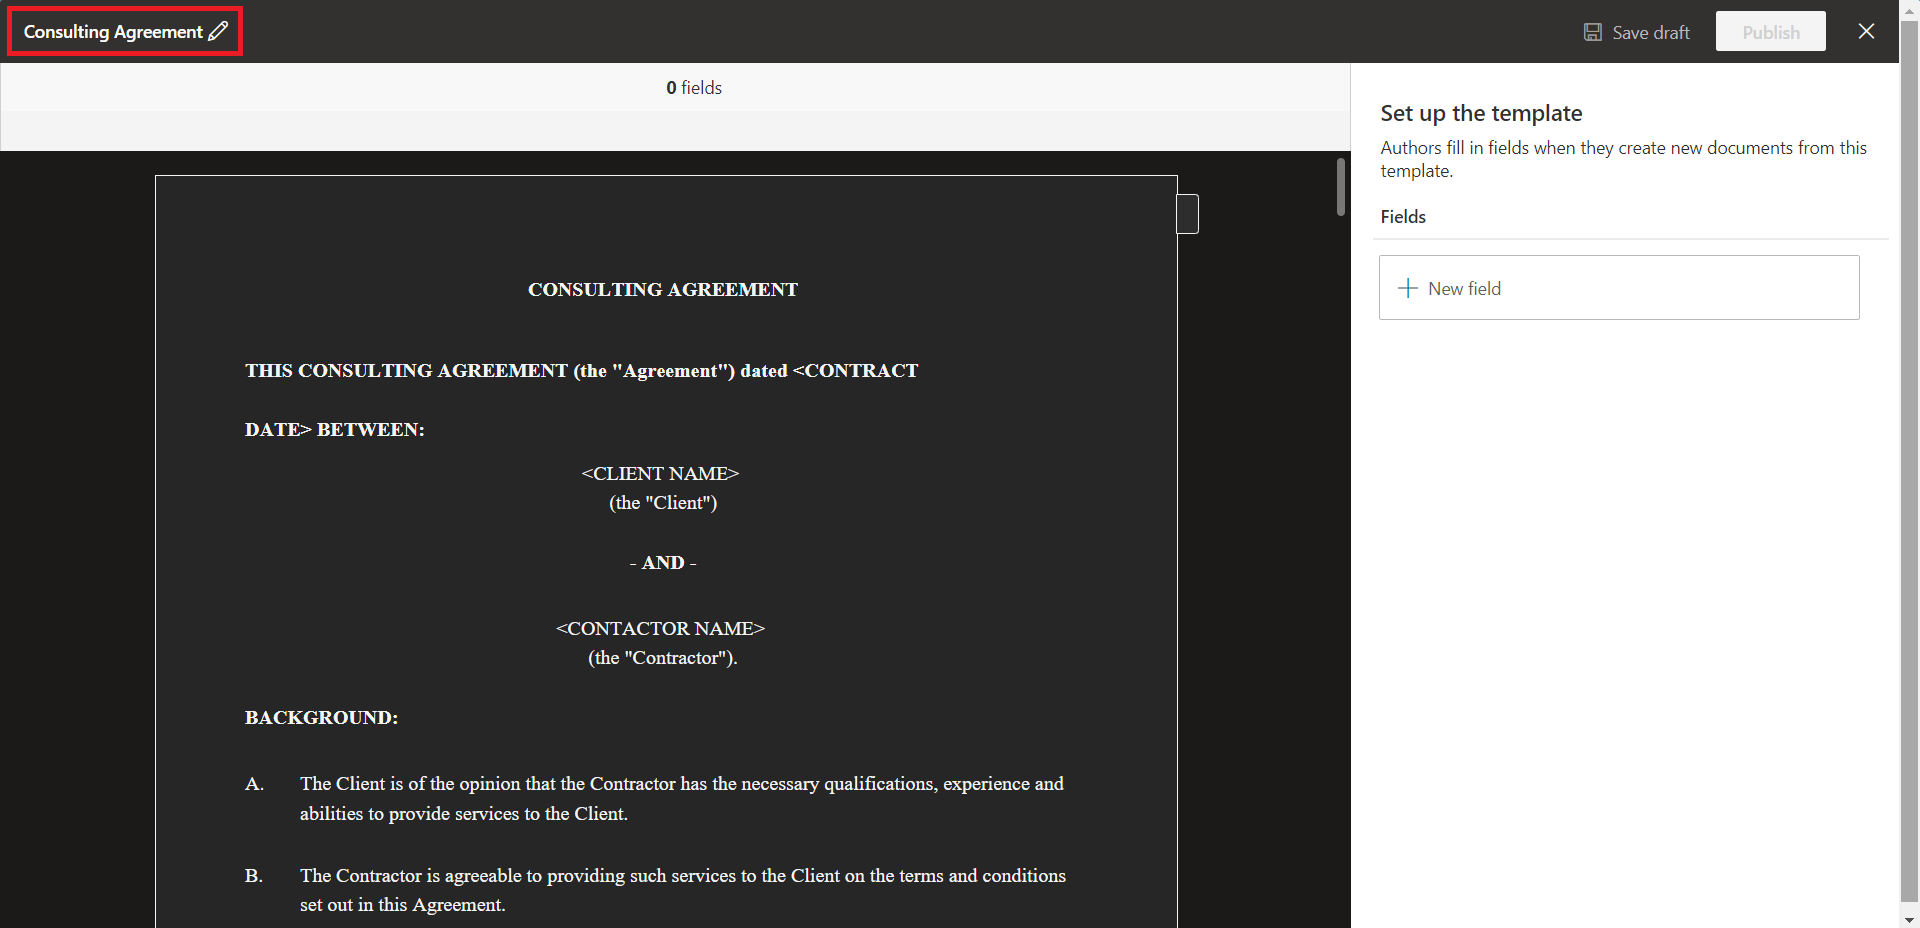 Consulting Agreement
Save draft
Publish
0 fields
Set up the template
Authors fill in fields when they create new documents from this
template.
Fields
New field
CONSULTING AGREEMENT
THIS CONSULTING AGREEMENT (the "Agreement") dated <CONTRACT
DATE> BETWEEN:
<CLIENT NAME>
(the "Client")
- AND -
<CONTACTOR NAME>
(the "Contractor").
BACKGROUND:
A. The Client is of the opinion that the Contractor has the necessary qualifications, experience and
abilities to provide services to the Client.
B. The Contractor is agreeable to providing such services to the Client on the terms and conditions
set out in this Agreement.